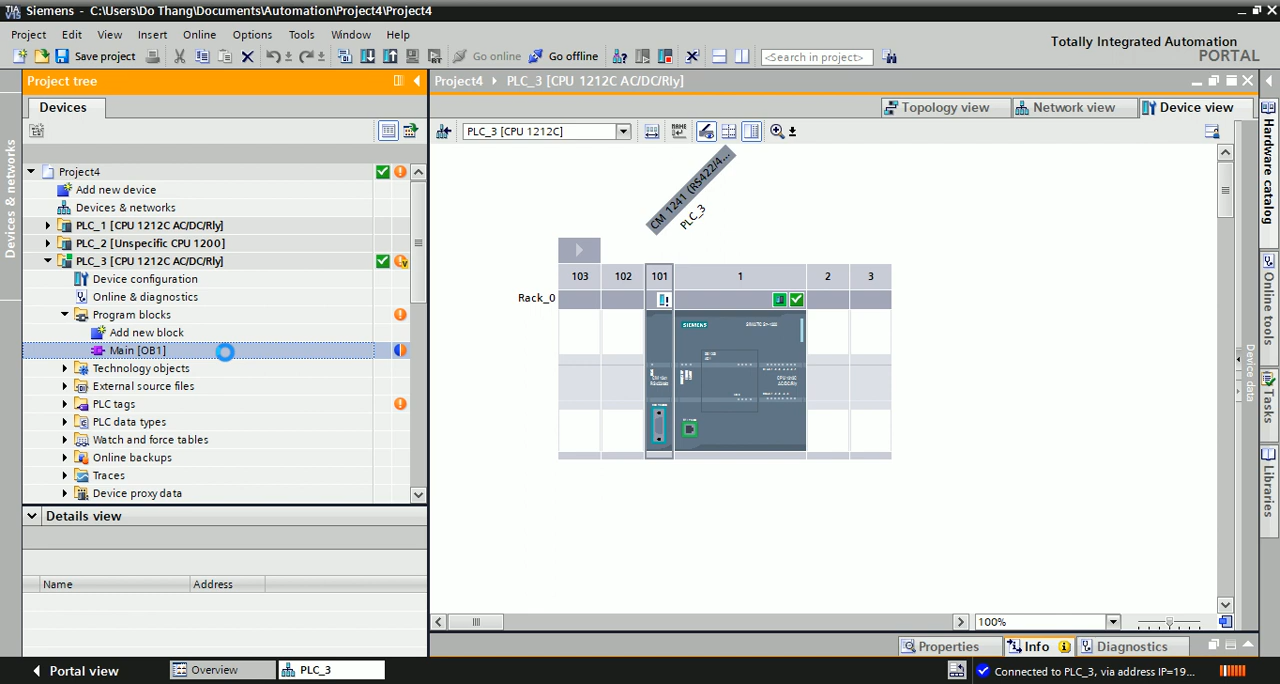 TIA
V15
Siemens - C:\Users\Do Thang\Documents\Automation\Project4\Project4
Project Edit View Insert Online Options Tools Window Help
Totally Integrated Automation
PORTAL
Save project
Go online
Go offline
<Search in project>
Project tree
Project4 PLC_3 [CPU 1212C AC/DC/Rly]
Devices
Topology view
Network view
Device view
PLC_3 [CPU 1212C]
Devices & networks
Project4
Add new device
Devices & networks
PLC_1 [CPU 1212C AC/DC/Rly]
PLC_2 [Unspecific CPU 1200]
PLC_3 [CPU 1212C AC/DC/Rly]
Device configuration
Online & diagnostics
Program blocks
Add new block
Main [OB1]
Technology objects
External source files
PLC tags
PLC data types
Watch and force tables
Online backups
Traces
Device proxy data
CM 1241 (RS422/4...
PLC_3
103 102 101 1 2 3
Rack_0
SIEMENS
Device data
Hardware catalog
Online tools
Tasks
Libraries
Details view
Name Address
100%
Properties
Info
Diagnostics
Portal view
Overview
PLC_3
Connected to PLC_3, via address IP=19...